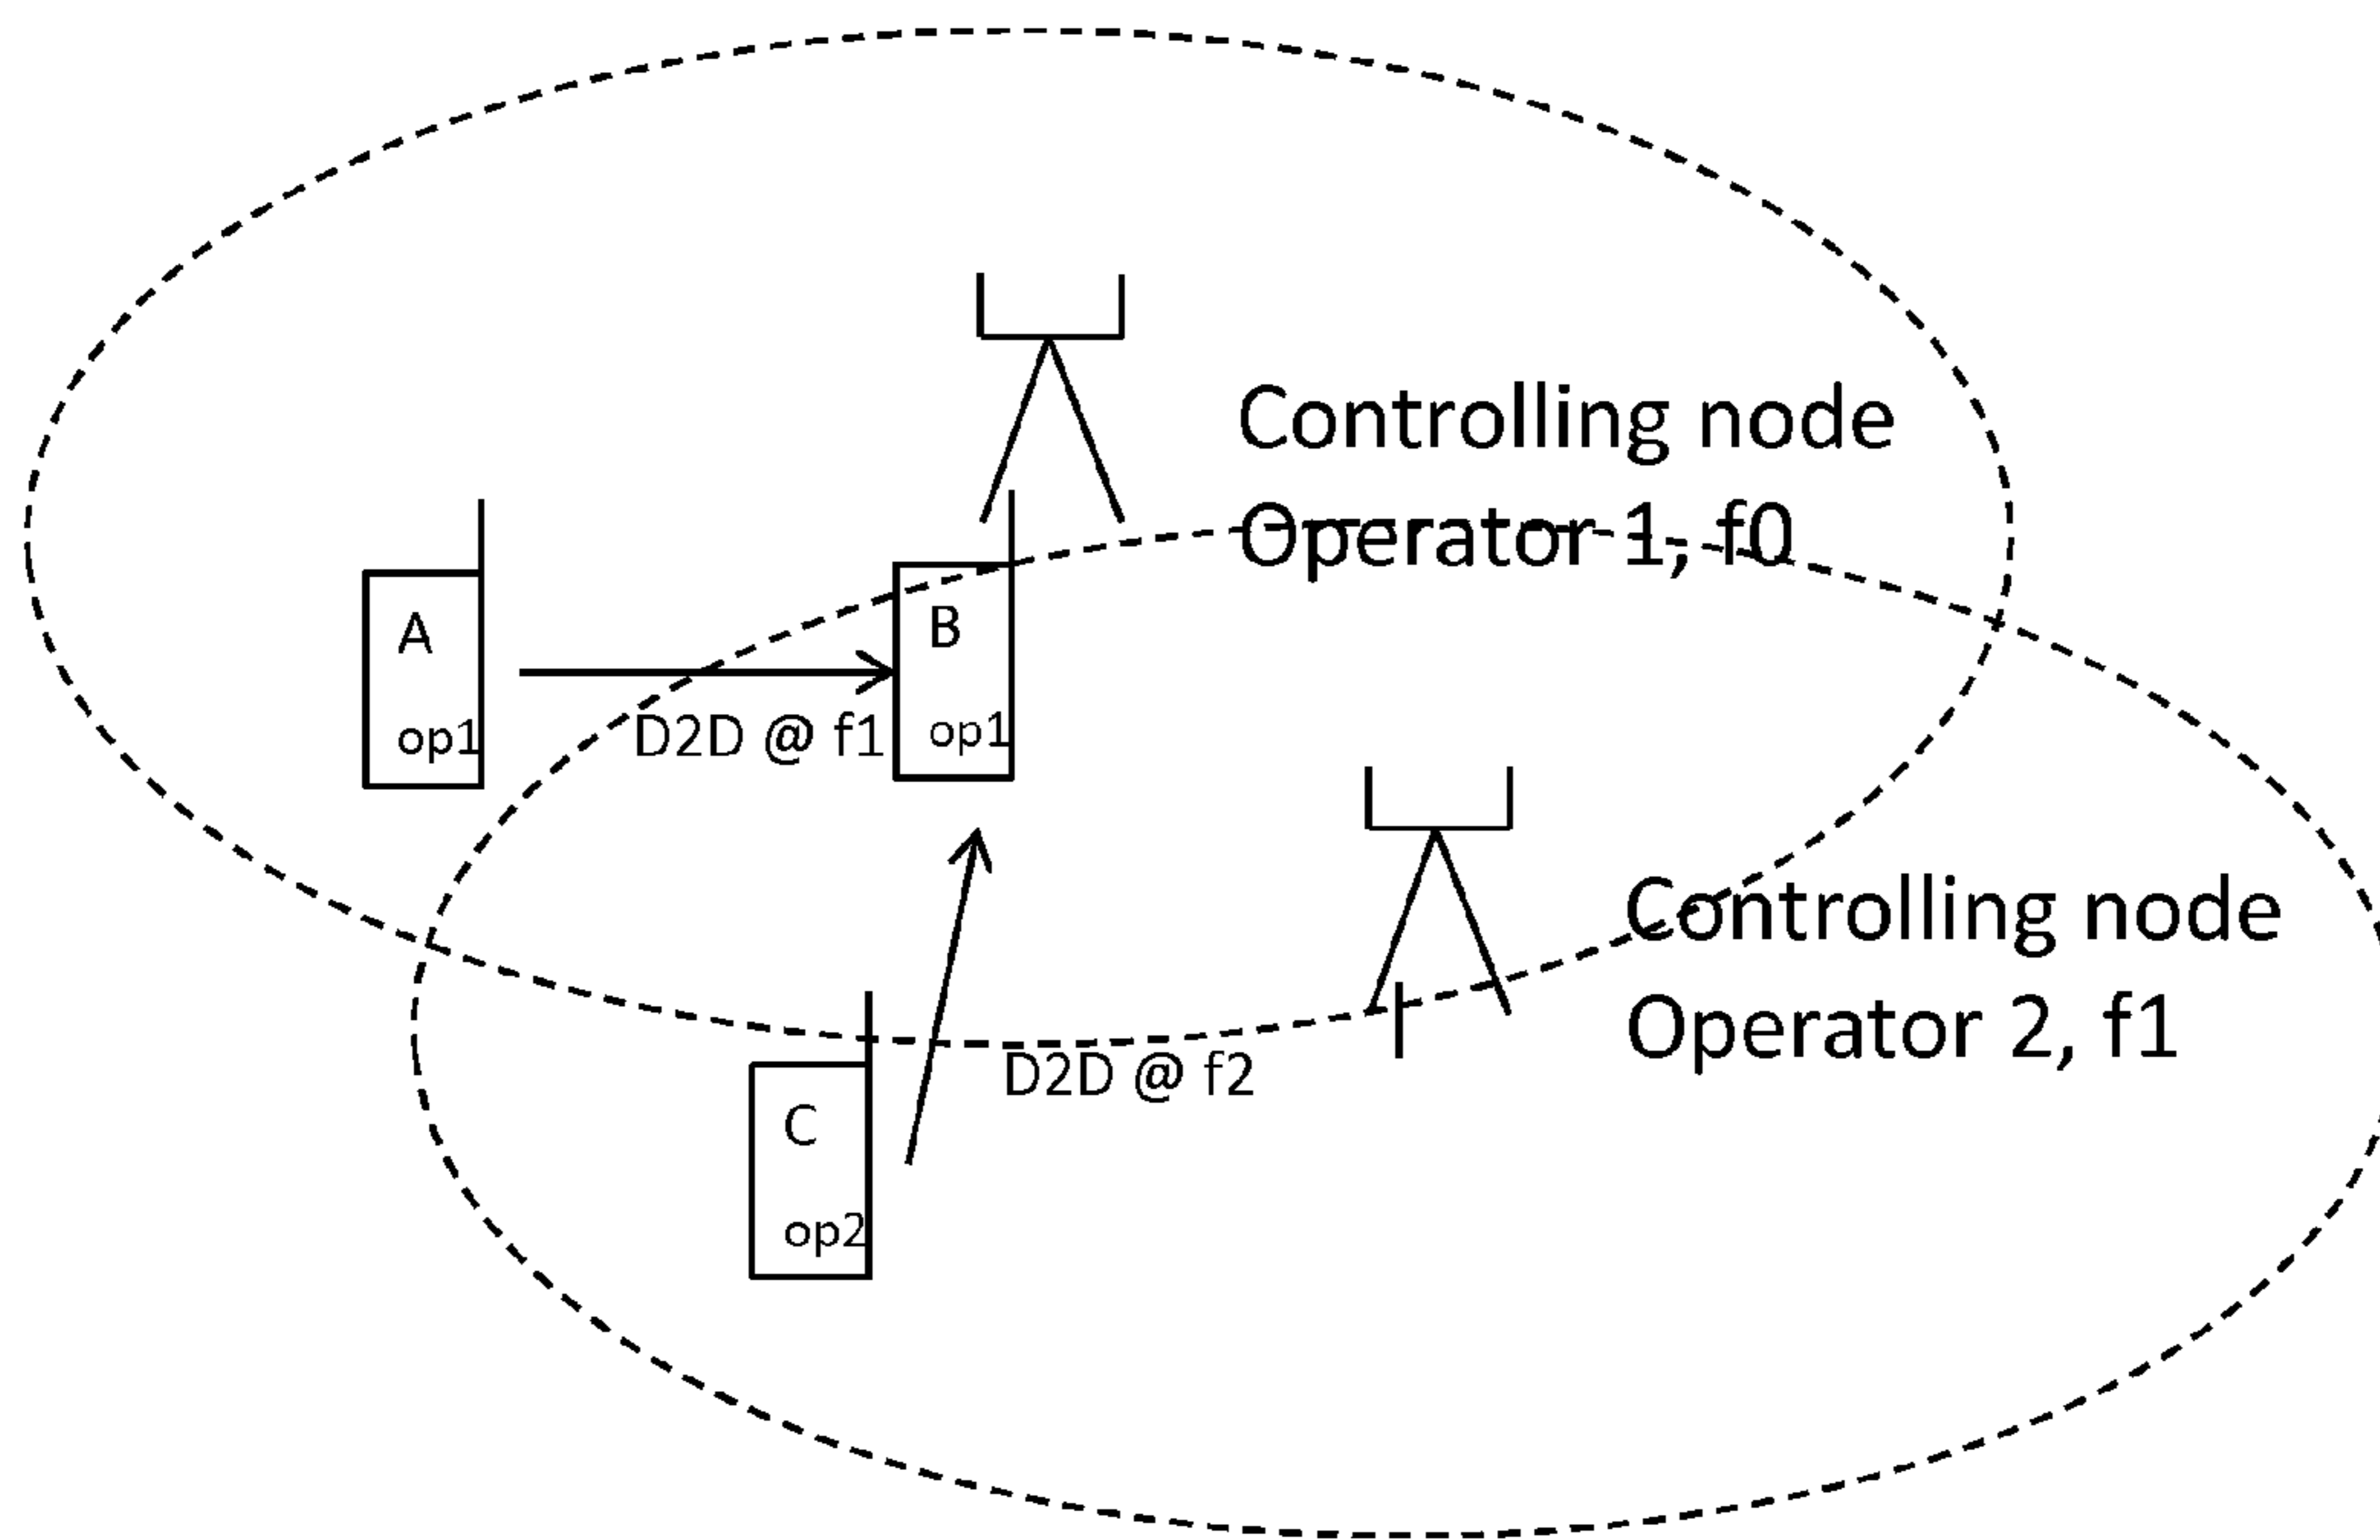 Controlling node
Operator 1, f0
A
op1
B
op1
D2D @ f1
Controlling node
Operator 2, f1
D2D @ f2
C
op2